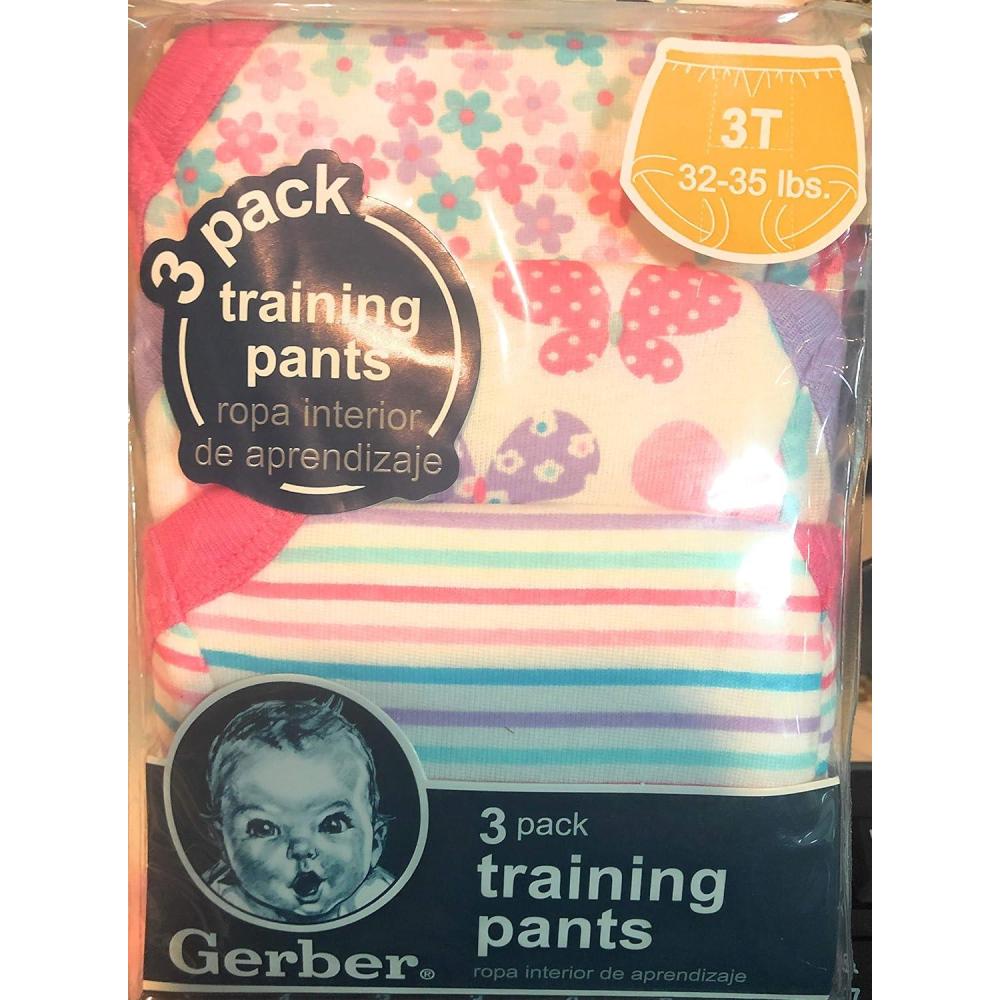 3T
32-35 lbs.
3 pack
training
pants
ropa interior
de aprendizaje
3 pack
training
pants
ropa interior de aprendizaje
Gerber®